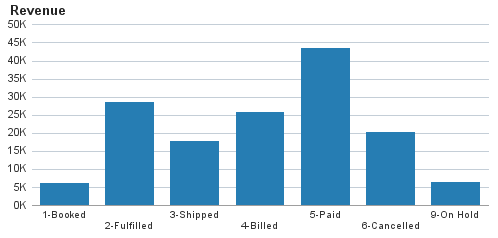 Revenue
50K
45K
40K
35K
30K
25K
20K
15K
10K
5K
0K
1-Booked
2-Fulfilled
3-Shipped
4-Billed
5-Paid
6-Cancelled
9-On Hold